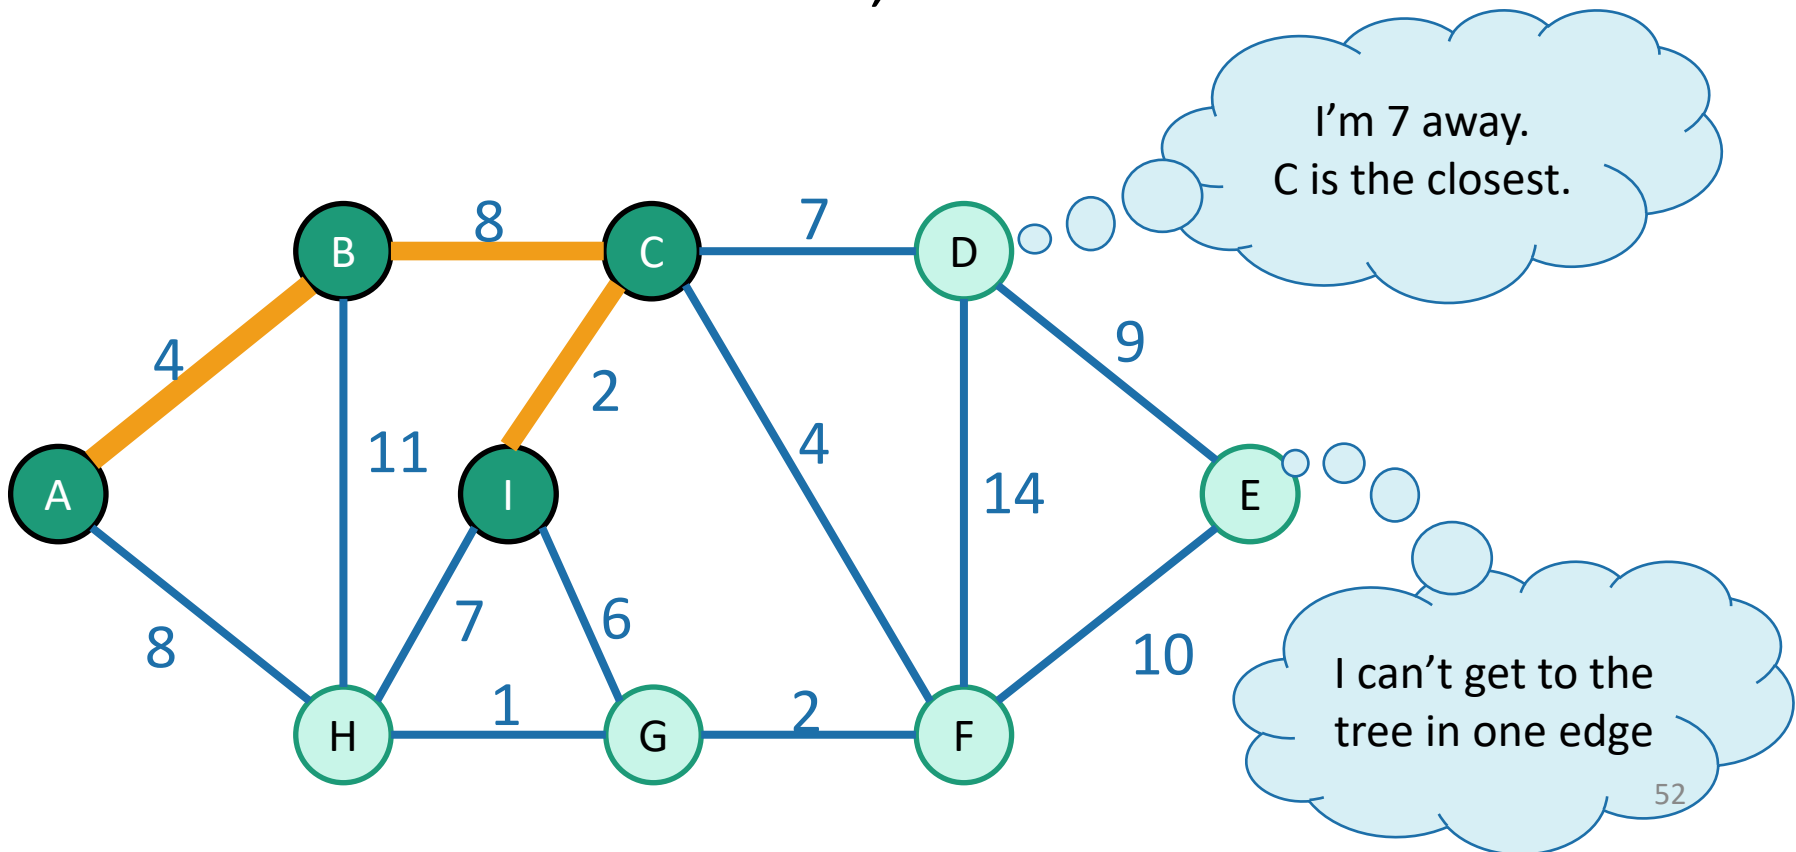 I'm 7 away.
C is the closest.
8
7
B
C
D
9
4
2
11
4
A
I
14
E
8
7
6
10
I can't get to the
tree in one edge
1
2
H
G
F
52